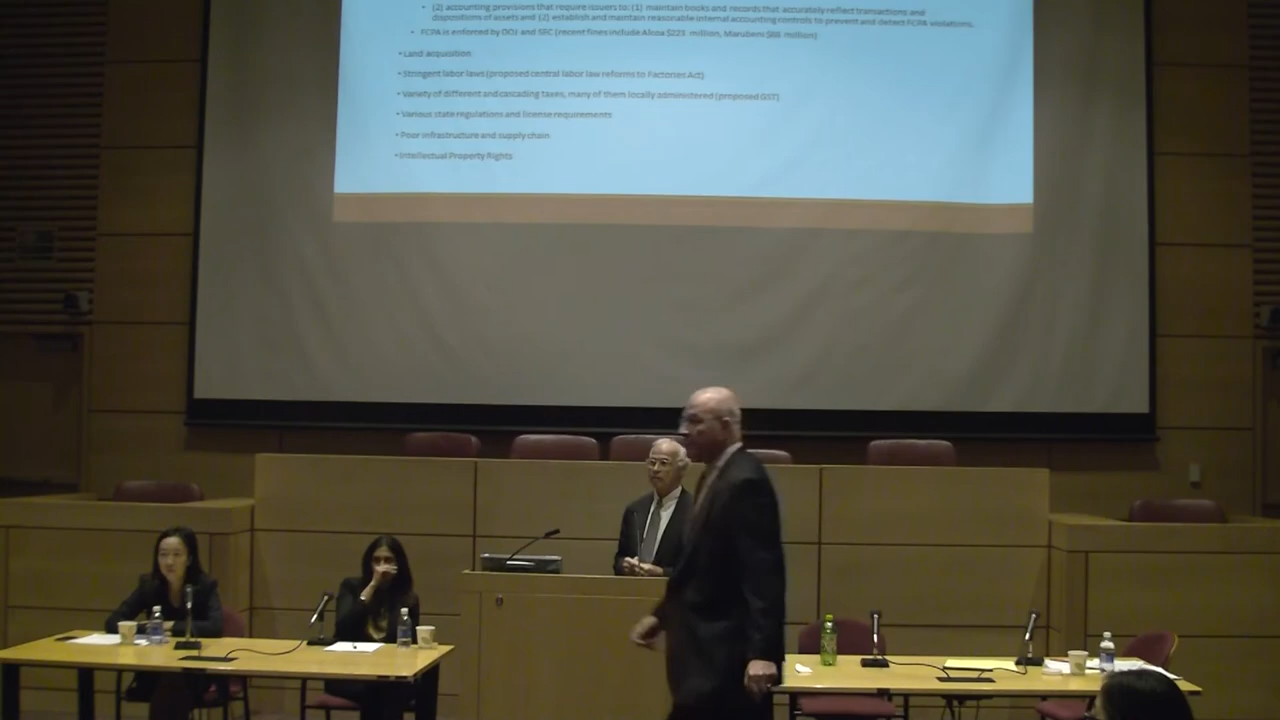 • (2) accounting provisions that require issuers to: (1) maintain books and records that accurately reflect transactions and
dispositions of assets and (2) establish and maintain reasonable internal accounting controls to prevent and detect FCPA violations.
• FCPA is enforced by DOJ and SEC (recent fines include Alcoa $223 million, Marubeni $88 million)
• Land acquisition
• Stringent labor laws (proposed central labor law reforms to Factories Act)
• Variety of different and cascading taxes, many of them locally administered (proposed GST)
• Various state regulations and license requirements
• Poor infrastructure and supply chain
• Intellectual Property Rights